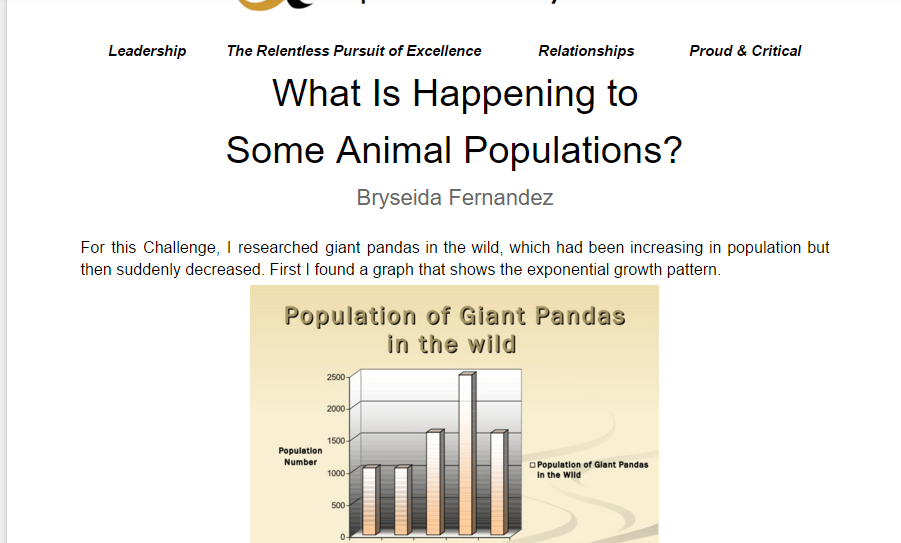 Leadership The Relentless Pursuit of Excellence Relationships Proud & Critical
What Is Happening to
Some Animal Populations?
Bryseida Fernandez
For this Challenge, I researched giant pandas in the wild, which had been increasing in population but
then suddenly decreased. First I found a graph that shows the exponential growth pattern.
Population of Giant Pandas
in the wild
2500
2000
1500
1000
500
0
Population
Number
Population of Giant Pandas
in the Wild